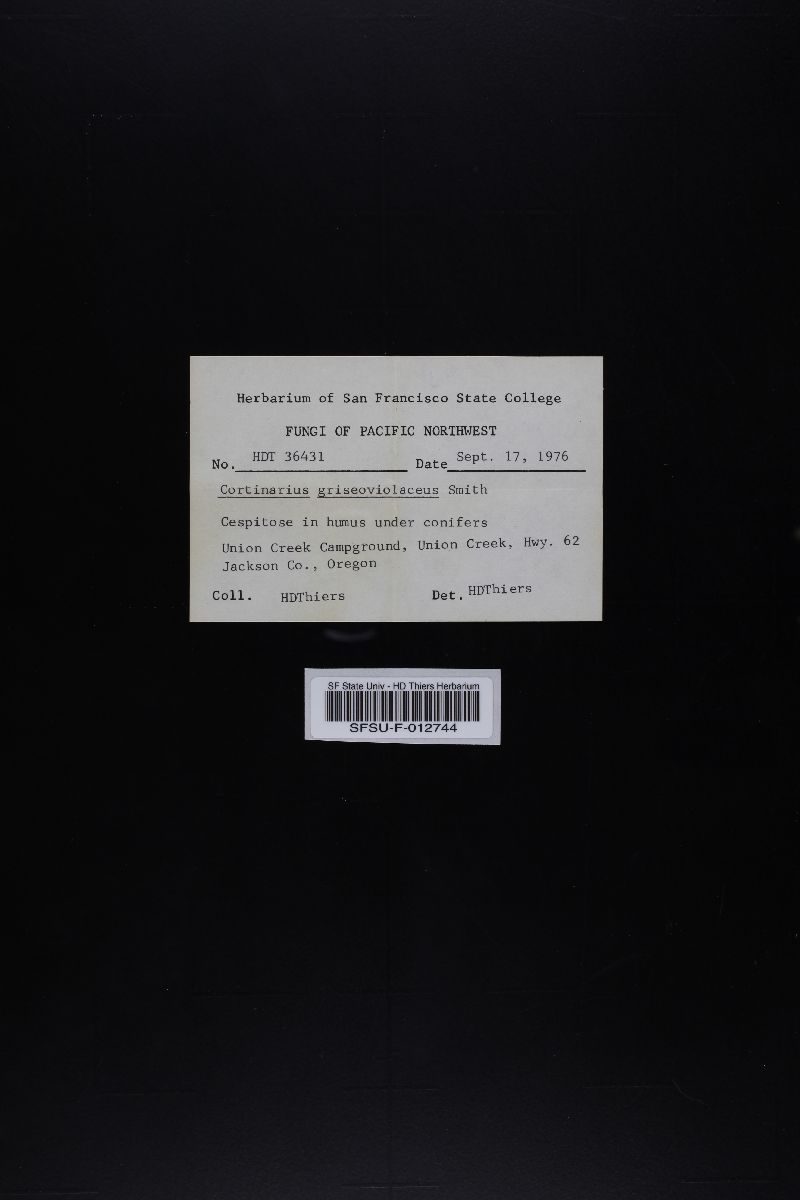 Herbarium of San Francisco State College
FUNGI OF PACIFIC NORTHWEST
No. HDT 36431 Date Sept. 17, 1976
Cortinarius griseoviolaceus Smith
Cespitose in humus under conifers
Union Creek Campground, Union Creek, Hwy. 62
Jackson Co., Oregon
Coll. HDThiers Det. HDThiers
SF State Univ - HD Thiers Herbarium
SFSU-F-012744